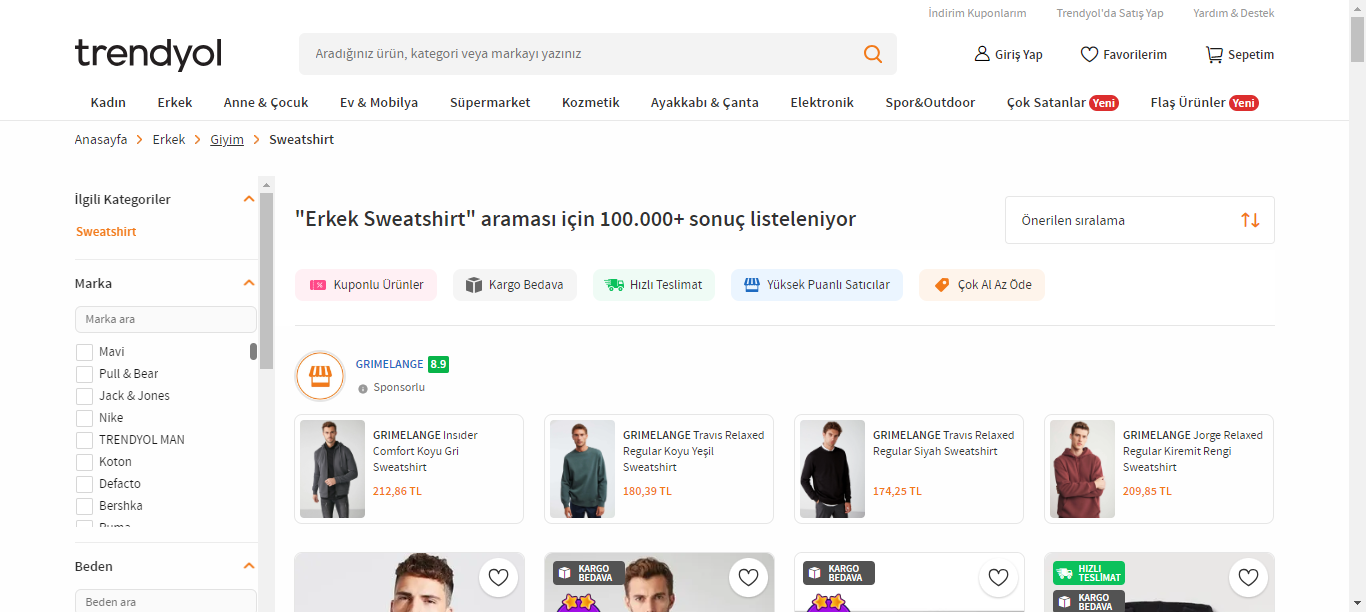 İndirim Kuponlarım Trendyol'da Satış Yap Yardım & Destek
trendyol
Aradığınız ürün, kategori veya markayı yazınız
Giriş Yap Favorilerim Sepetim
Kadın Erkek Anne & Çocuk Ev & Mobilya Süpermarket Kozmetik Ayakkabı & Çanta Elektronik Spor&Outdoor Çok Satanlar Yeni Flaş Ürünler Yeni
Anasayfa > Erkek > Giyim > Sweatshirt
İlgili Kategoriler
Sweatshirt
Marka
Marka ara
Mavi
Pull & Bear
Jack & Jones
Nike
TRENDYOL MAN
Koton
Defacto
Bershka
Puma
Beden
Beden ara
"Erkek Sweatshirt" araması için 100.000+ sonuç listeleniyor
Önerilen sıralama
Kuponlu Ürünler Kargo Bedava Hızlı Teslimat Yüksek Puanlı Satıcılar Çok Al Az Öde
GRIMELANGE 8.9
Sponsorlu
GRIMELANGE Insıder
Comfort Koyu Gri
Sweatshirt
212,86 TL
GRIMELANGE Travıs Relaxed
Regular Koyu Yeşil
Sweatshirt
180,39 TL
GRIMELANGE Travıs Relaxed
Regular Siyah Sweatshirt
174,25 TL
GRIMELANGE Jorge Relaxed
Regular Kiremit Rengi
Sweatshirt
209,85 TL
KARGO
BEDAVA
KARGO
BEDAVA
HIZLI
TESLİMAT
KARGO
BEDAVA